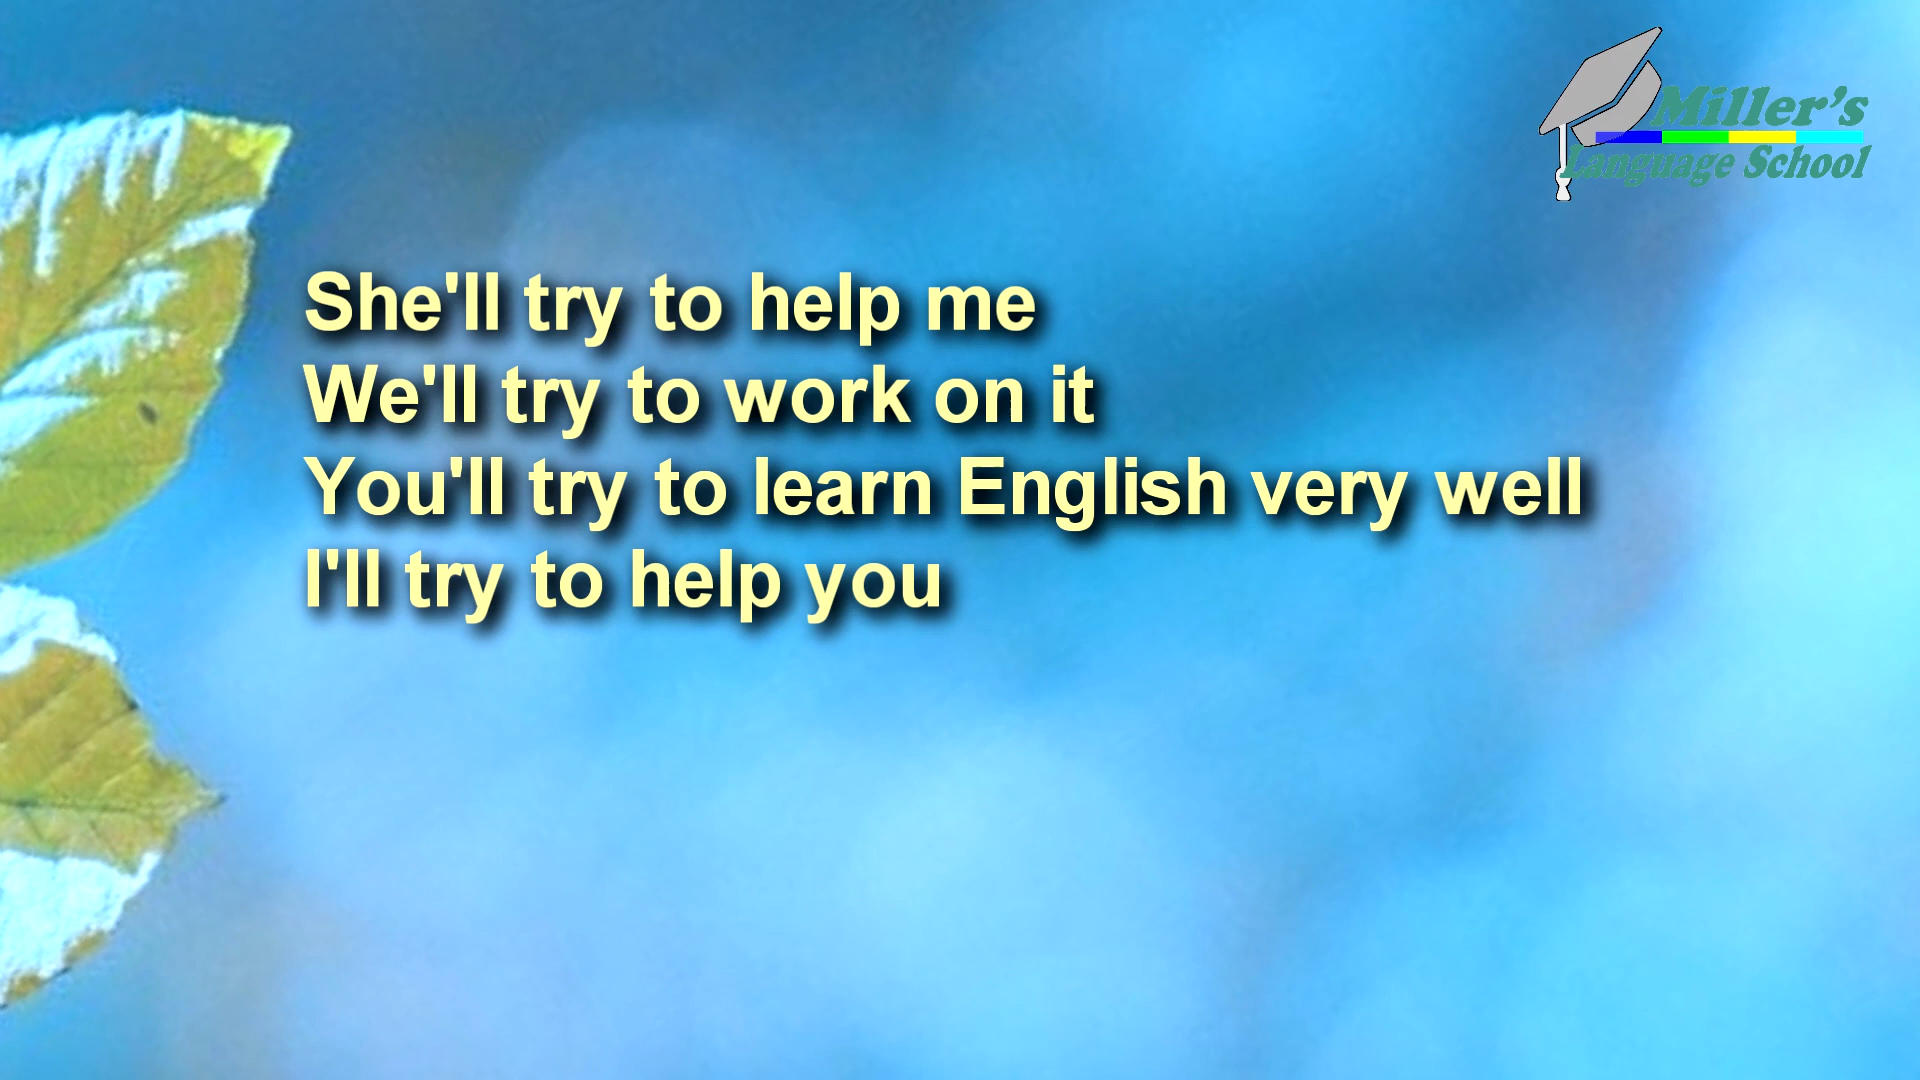 Miller's
Language School
She'll try to help me
We'll try to work on it
You'll try to learn English very well
I'll try to help you